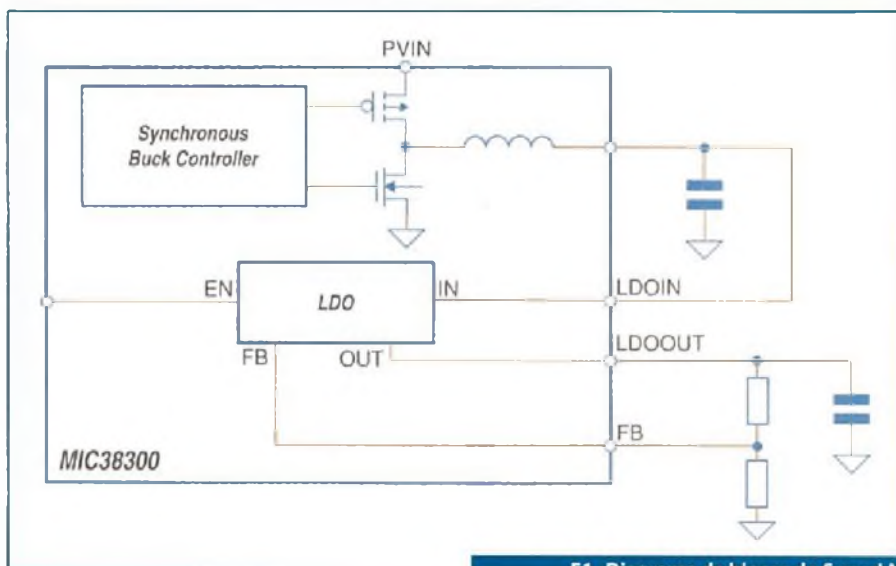 PVIN
Synchronous
Buck Controller
EN
LDO
IN
LDOIN
FB
OUT
LDOOUT
FB
MIC38300